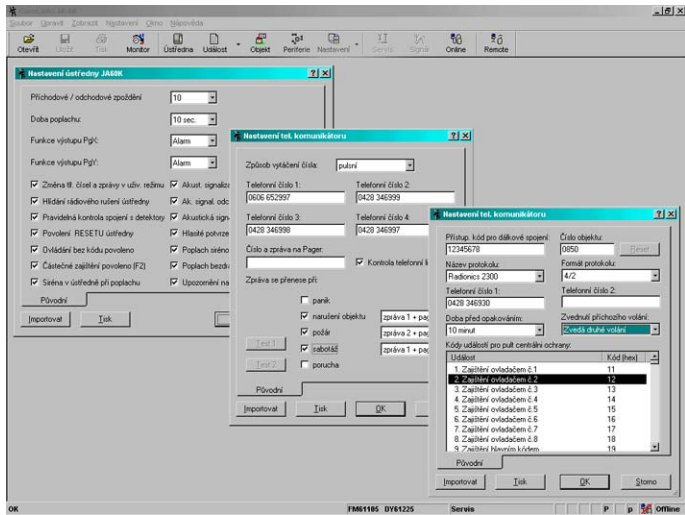 Soubor Upravit Zobrazit Nastavení Okno Nápověda
Otevřít Uložit Tisk Monitor Ústředna Událost Objekt Periferie Nastavení Servis Signál Online Remote
Nastavení ústředny JA60K
Příchodové / odchodové zpoždění 10
Doba poplachu: 10 sec.
Funkce výstupu PgX: Alarm
Funkce výstupu PgY: Alarm
Změna tf. čísel a zprávy v uživ. režimu Akust. signaliza
Hlídání rádiového rušení ústředny Ak. signal. odc
Pravidelná kontrola spojení s detektory Akustická sign
Povolení RESETU ústředny Hlasité potvrze
Ovládání bez kódu povoleno Poplach siréno
Částečné zajištění povoleno (F2) Poplach bezdr
Siréna v ústředně při poplachu Upozornění na
Původní
Importovat Tisk
Nastavení tel. komunikátoru
Způsob vytáčení čísla: pulsní
Telefonní číslo 1: Telefonní číslo 2:
0606 652997 0428 346999
Telefonní číslo 3: Telefonní číslo 4:
0428 346998 0428 346997
Číslo a zpráva na Pager:
Kontrola telefonní li
Zpráva se přenese při:
panik
narušení objektu zpráva 1 + pag
požár zpráva 2 + pag
Test 1 sabotáž zpráva 1 + pag
Test 2 porucha
Původní
Importovat Tisk OK
Nastavení tel. komunikátoru
Přístup. kód pro dálkové spojení: Číslo objektu:
12345678 0850 Reset
Název protokolu: Formát protokolu:
Radionics 2300 4/2
Telefonní číslo 1: Telefonní číslo 2:
0428 346930
Doba před opakováním: Zvednutí příchozího volání:
10 minut Zvedá druhé volání
Kódy událostí pro pult centrální ochrany:
Událost Kód (hex)
1. Zajištění ovladačem č.1 11
2. Zajištění ovladačem č.2 12
3. Zajištění ovladačem č.3 13
4. Zajištění ovladačem č.4 14
5. Zajištění ovladačem č.5 15
6. Zajištění ovladačem č.6 16
7. Zajištění ovladačem č.7 17
8. Zajištění ovladačem č.8 18
9. Zajištění hlavním kódem 19
Původní
Importovat Tisk OK Storno
OK FM61105 DY61225 Servis P p Offline